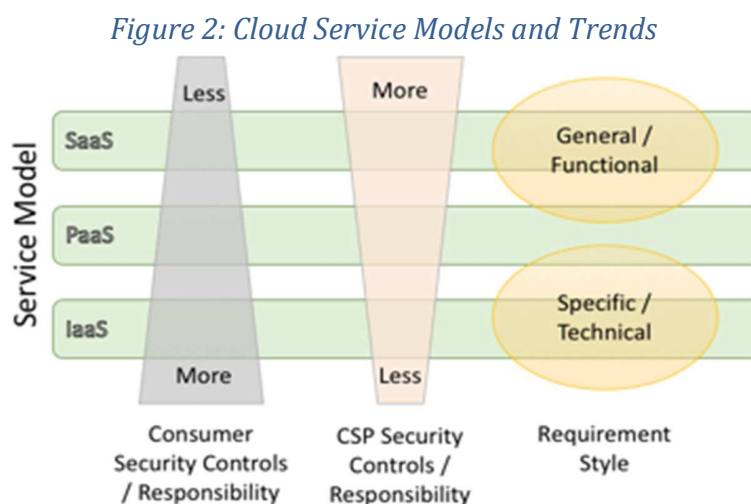 Figure 2: Cloud Service Models and Trends
Less
More
General /
Functional
SaaS
PaaS
IaaS
Service Model
Specific /
Technical
More
Less
Consumer
Security Controls
/ Responsibility
CSP Security
Controls /
Responsibility
Requirement
Style